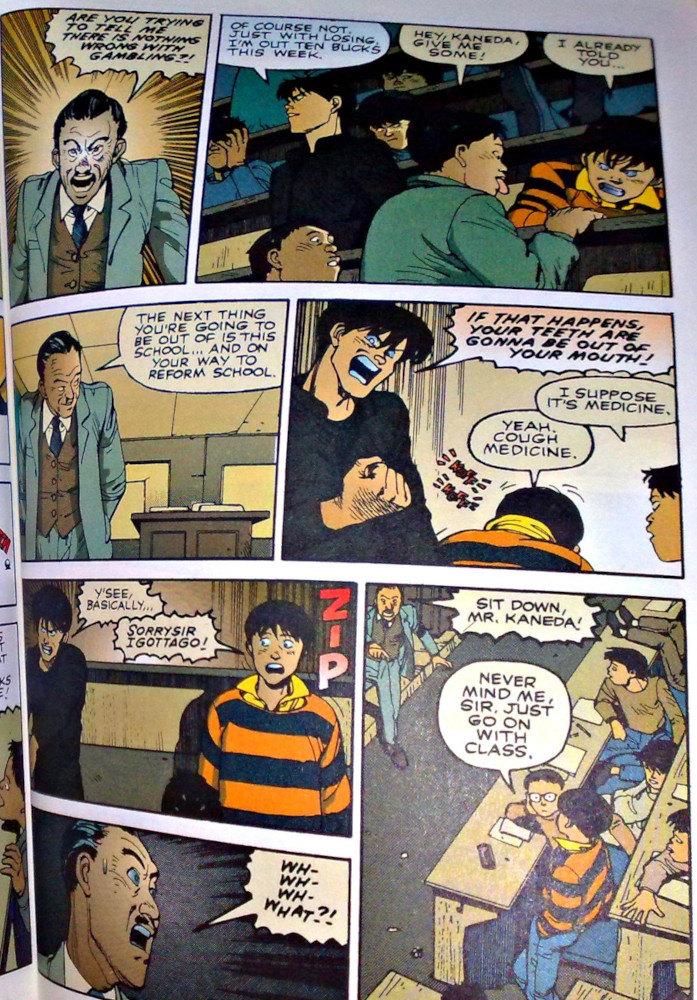 ARE YOU TRYING
TO TELL ME
THERE IS NOTHING
WRONG WITH
GAMBLING?!
OF COURSE NOT.
JUST WITH LOSING.
I'M OUT TEN BUCKS
THIS WEEK.
HEY, KANEDA,
GIVE ME
SOME!
I ALREADY
TOLD
YOU...
THE NEXT THING
YOU'RE GOING TO
BE OUT OF IS THIS
SCHOOL... AND ON
YOUR WAY TO
REFORM SCHOOL.
IF THAT HAPPENS,
YOUR TEETH ARE
GONNA BE OUT OF
YOUR MOUTH!
I SUPPOSE
IT'S MEDICINE.
YEAH.
COUGH
MEDICINE.
Y'SEE,
BASICALLY...
SORRYSIR
IGOTTAGO!
ZIP
SIT DOWN,
MR. KANEDA!
NEVER
MIND ME,
SIR. JUST
GO ON
WITH
CLASS.
WH-
WH-
WH-
WHAT?!